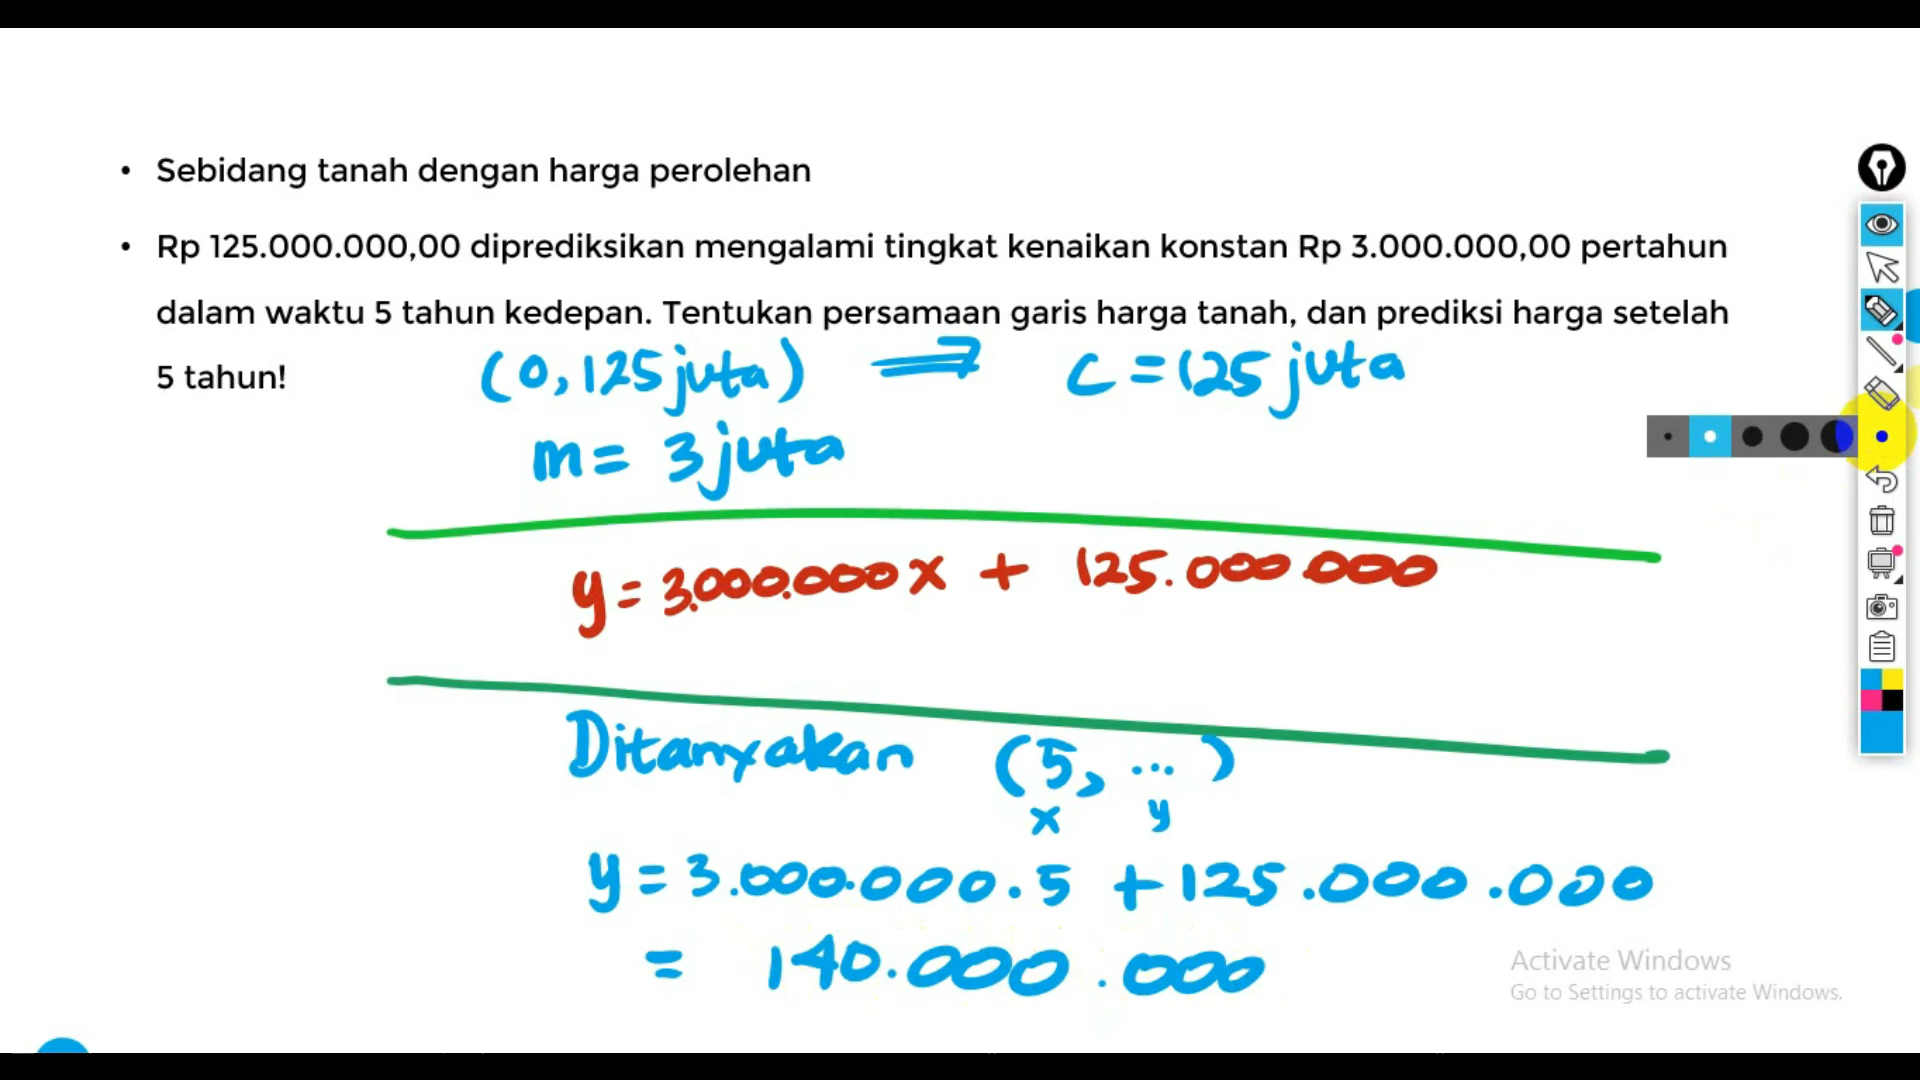 • Sebidang tanah dengan harga perolehan
• Rp 125.000.000,00 diprediksikan mengalami tingkat kenaikan konstan Rp 3.000.000,00 pertahun
dalam waktu 5 tahun kedepan. Tentukan persamaan garis harga tanah, dan prediksi harga setelah
5 tahun!
(0, 125 juta) ⇒ c = 125 juta
m = 3 juta
y = 3.000.000 x + 125.000.000
Ditanyakan (5, ... )
x y
y = 3.000.000 . 5 + 125.000.000
= 140.000.000
Activate Windows
Go to Settings to activate Windows.